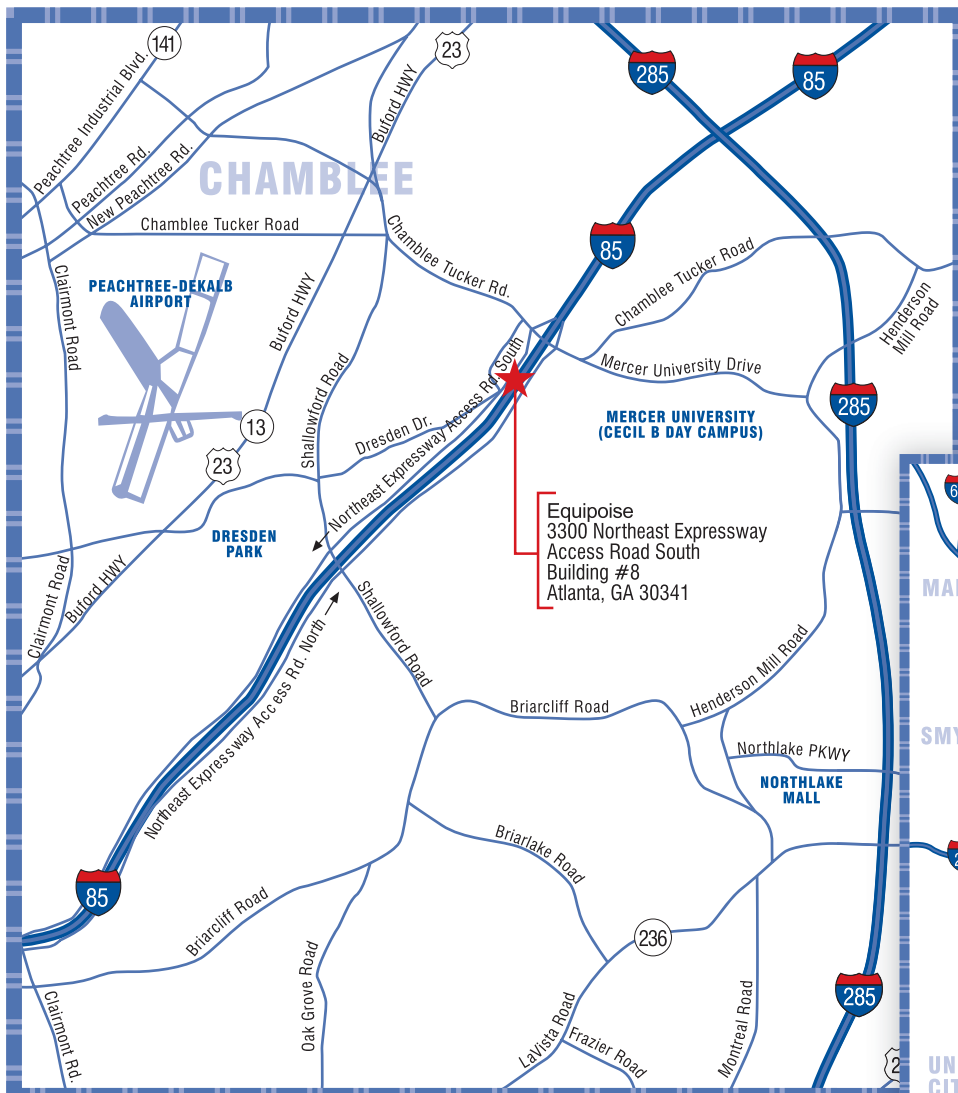 141
23
285
85
Peachtree Industrial Blvd.
Buford HWY
Peachtree Rd.
New Peachtree Rd.
CHAMBLEE
Chamblee Tucker Road
Chamblee Tucker Rd.
85
Chamblee Tucker Road
Henderson
Mill Road
Clairmont Road
PEACHTREE-DEKALB
AIRPORT
Buford HWY
Shallowford Road
Northeast Expressway Access Rd. South
Mercer University Drive
285
MERCER UNIVERSITY
(CECIL B DAY CAMPUS)
13
23
Dresden Dr.
DRESDEN
PARK
Equipoise
3300 Northeast Expressway
Access Road South
Building #8
Atlanta, GA 30341
Clairmont Road
Buford HWY
Shallowford Road
Northeast Expressway Access Rd. North
Briarcliff Road
Henderson Mill Road
Northlake PKWY
NORTHLAKE
MALL
Briarlake Road
85
Briarcliff Road
236
Oak Grove Road
Clairmont Rd.
LaVista Road
Frazier Road
Montreal Road
285